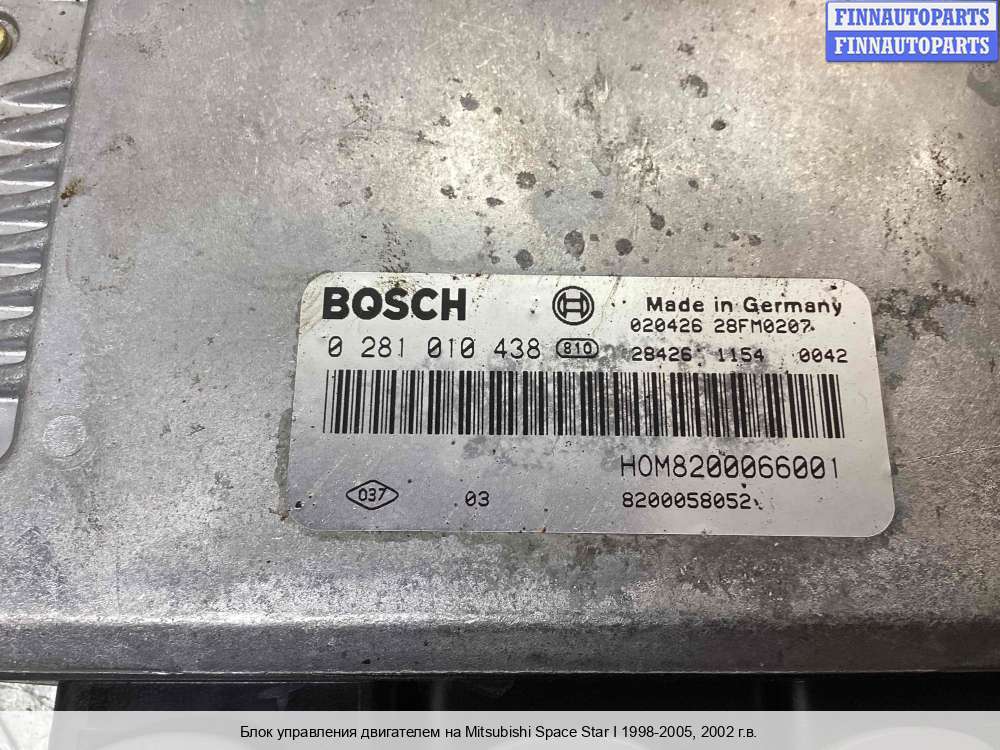 FINNAUTOPARTS
FINNAUTOPARTS
BOSCH
Made in Germany
020426 28FM0207
0 281 010 438 810
28426 1154 0042
HOM8200066001
037 03 8200058052
Блок управления двигателем на Mitsubishi Space Star I 1998-2005, 2002 г.в.